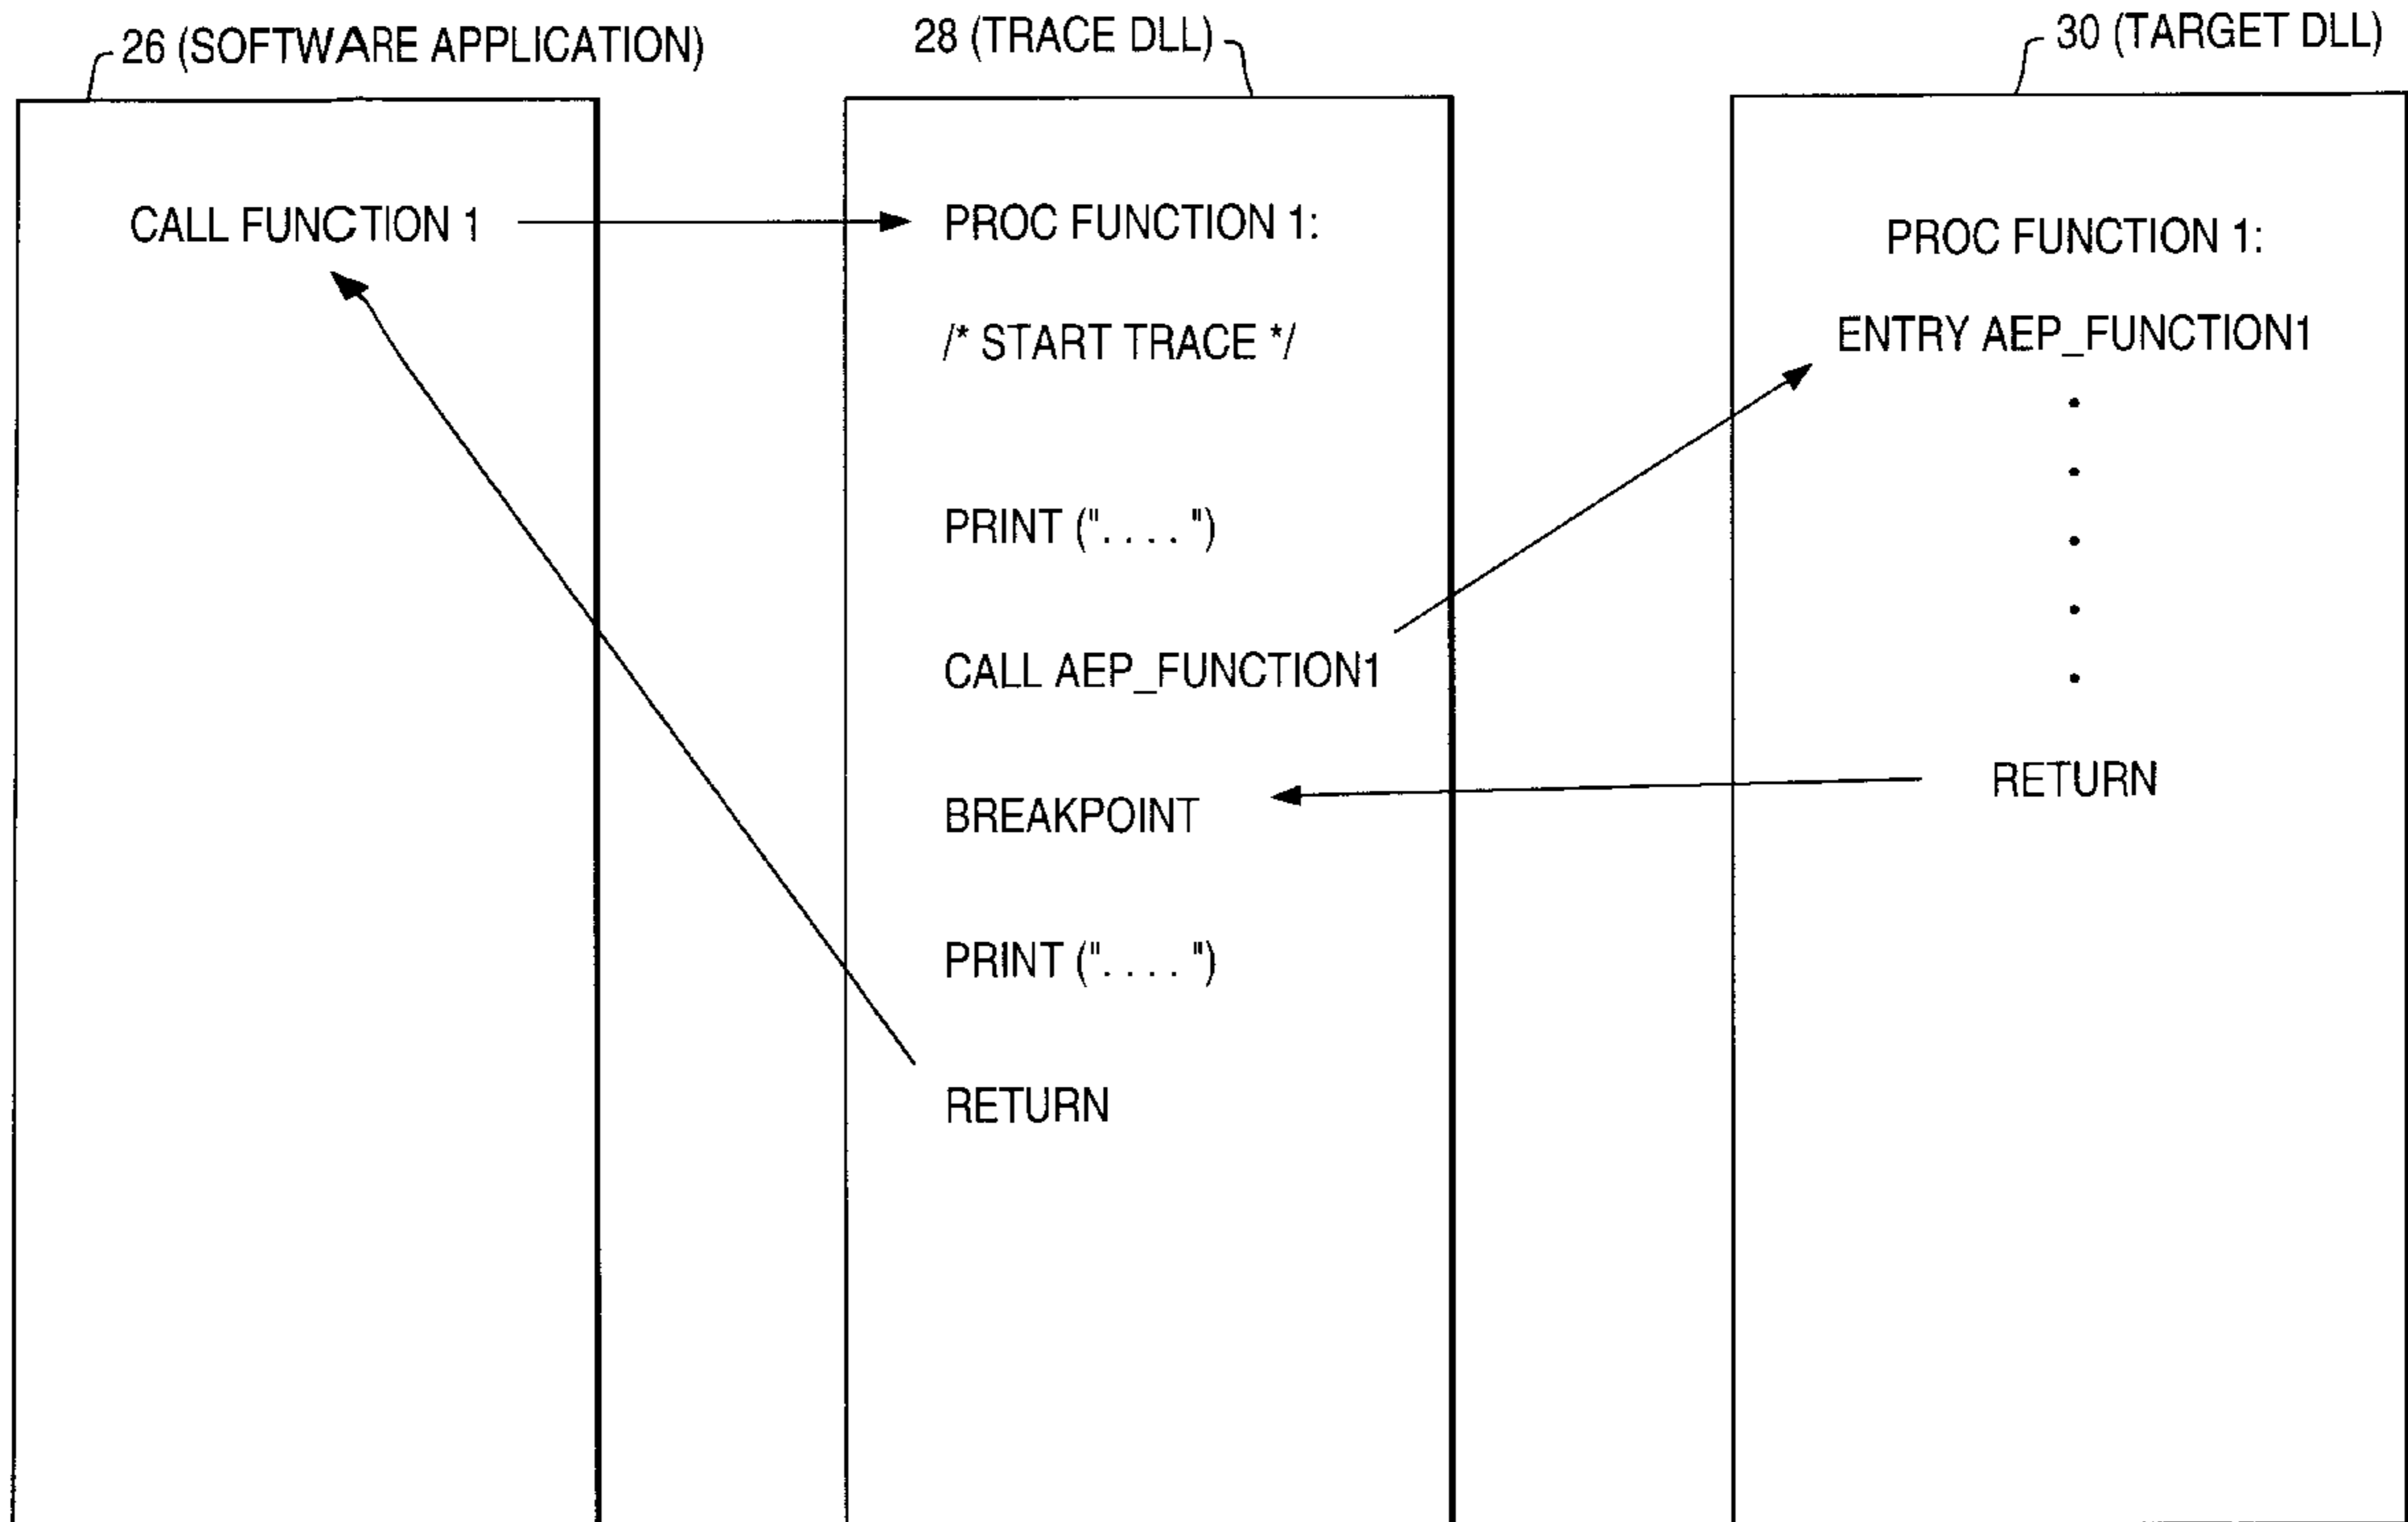 26 (SOFTWARE APPLICATION)
CALL FUNCTION 1
28 (TRACE DLL)
PROC FUNCTION 1:
/* START TRACE */
PRINT (". . . . ")
CALL AEP_FUNCTION1
BREAKPOINT
PRINT (". . . . ")
RETURN
30 (TARGET DLL)
PROC FUNCTION 1:
ENTRY AEP_FUNCTION1
RETURN